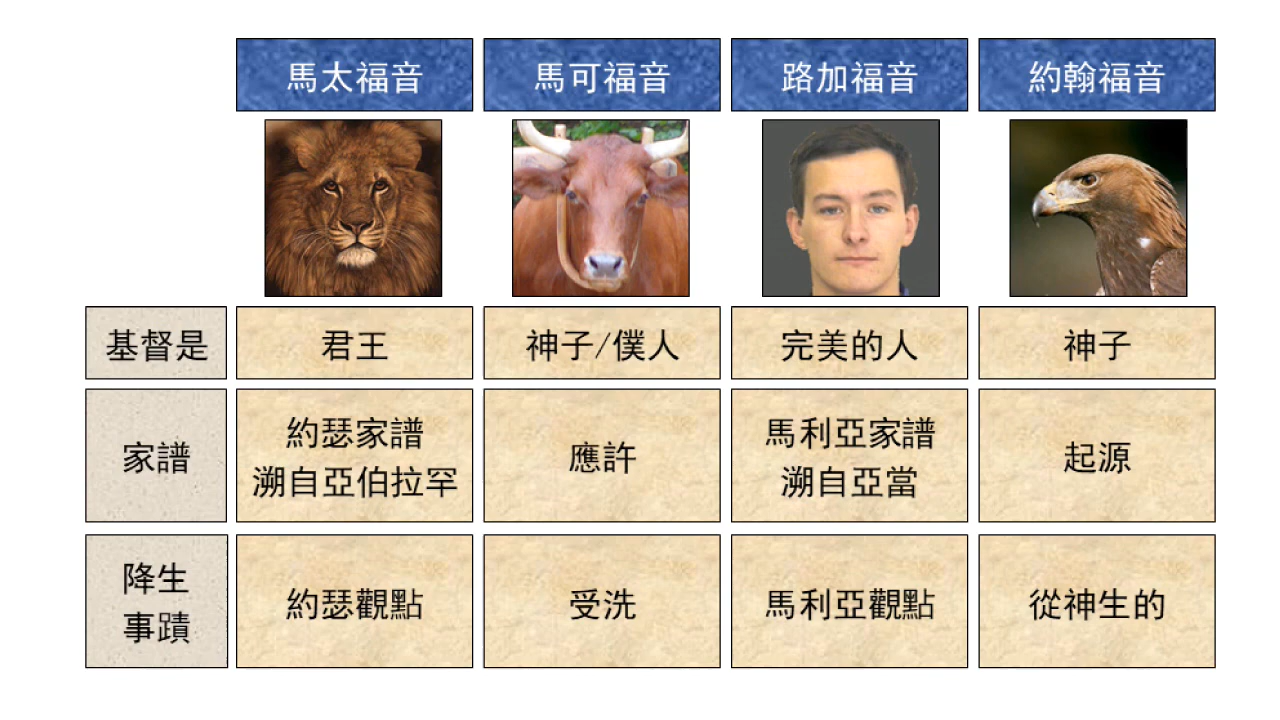 馬太福音
馬可福音
路加福音
約翰福音
基督是
君王
神子/僕人
完美的人
神子
家譜
約瑟家譜
溯自亞伯拉罕
應許
馬利亞家譜
溯自亞當
起源
降生
事蹟
約瑟觀點
受洗
馬利亞觀點
從神生的